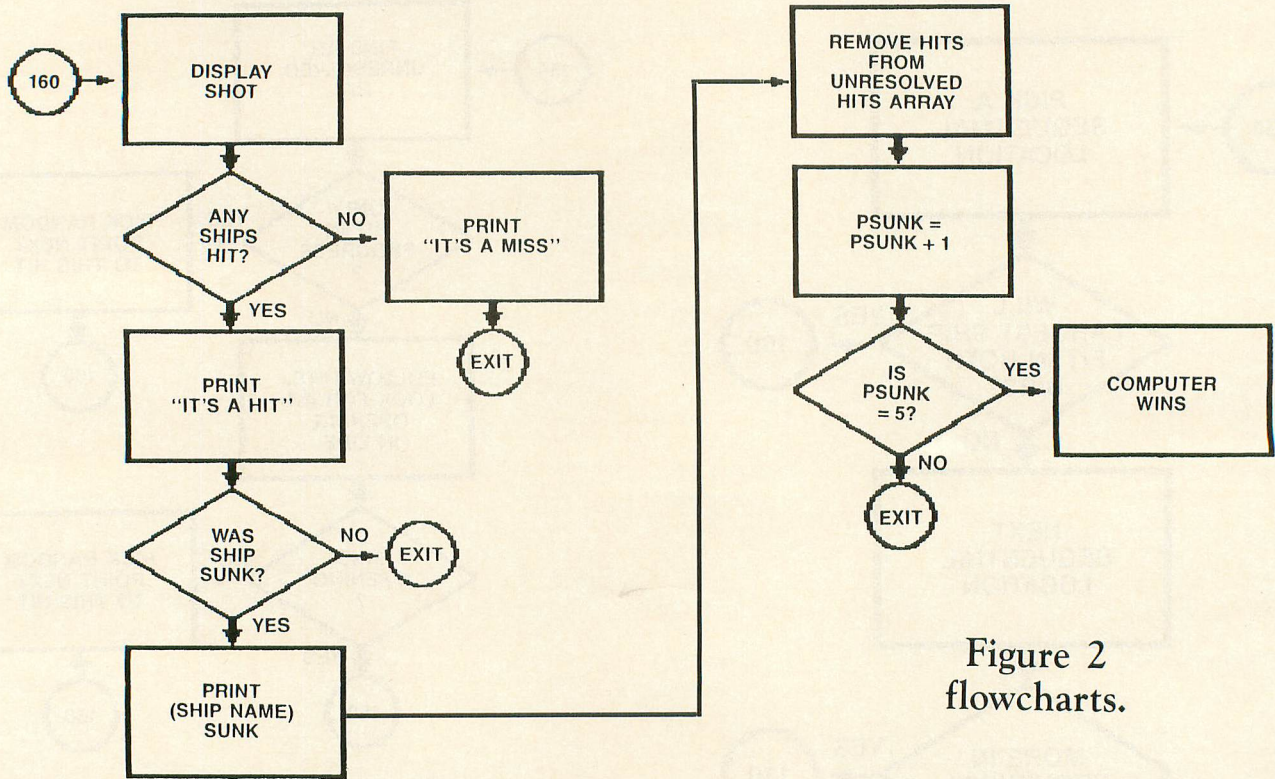 160
DISPLAY
SHOT
ANY
SHIPS
HIT?
NO
PRINT
"IT'S A MISS"
EXIT
YES
PRINT
"IT'S A HIT"
WAS
SHIP
SUNK?
NO
EXIT
YES
PRINT
(SHIP NAME)
SUNK
REMOVE HITS
FROM
UNRESOLVED
HITS ARRAY
PSUNK =
PSUNK + 1
IS
PSUNK
= 5?
YES
COMPUTER
WINS
NO
EXIT
Figure 2
flowcharts.